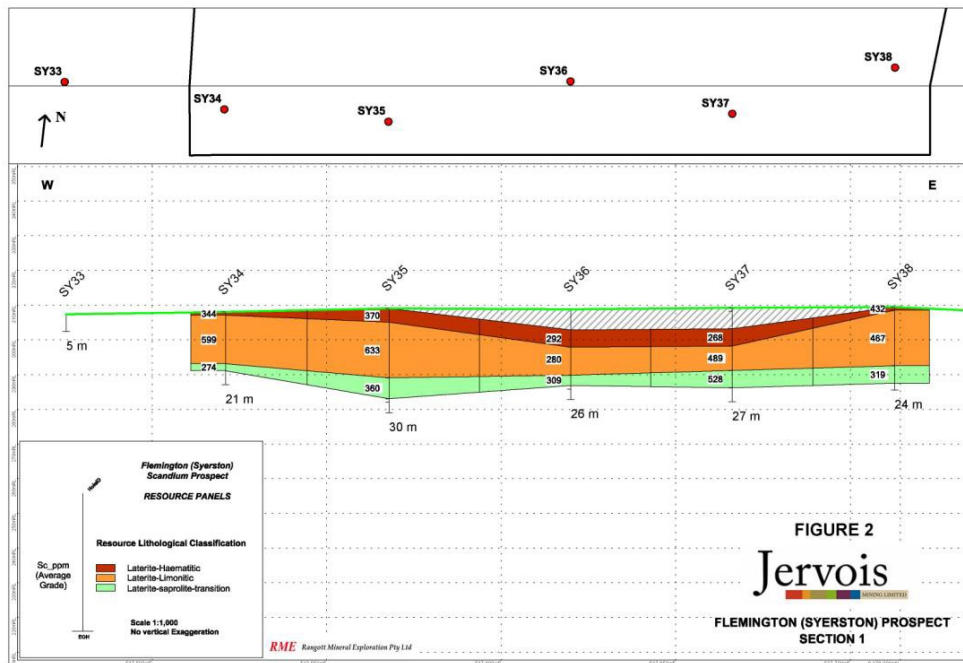 SY33
SY34
SY35
SY36
SY37
SY38
N
W
E
SY33
SY34
SY35
SY36
SY37
SY38
344
370
292
268
432
599
633
280
489
467
274
360
309
528
319
5 m
21 m
30 m
26 m
27 m
24 m
Flemington (Syerston)
Scandium Prospect
RESOURCE PANELS
HoleID
Resource Lithological Classification
Sc_ppm
(Average
Grade)
Laterite-Haematitic
Laterite-Limonitic
Laterite-saprolite-transition
Scale 1:1,000
No vertical Exaggeration
EOH
RME Rangott Mineral Exploration Pty Ltd
FIGURE 2
Jervois
MINING LIMITED
FLEMINGTON (SYERSTON) PROSPECT
SECTION 1